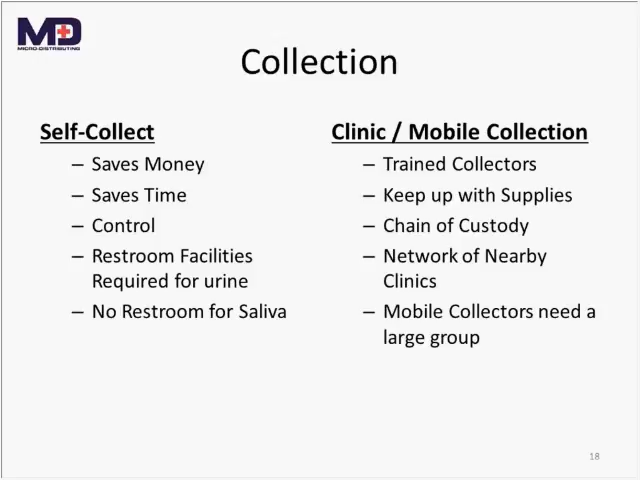 MD
MICRO-DISTRIBUTING
Collection
Self-Collect
– Saves Money
– Saves Time
– Control
– Restroom Facilities
Required for urine
– No Restroom for Saliva
Clinic / Mobile Collection
– Trained Collectors
– Keep up with Supplies
– Chain of Custody
– Network of Nearby
Clinics
– Mobile Collectors need a
large group
18